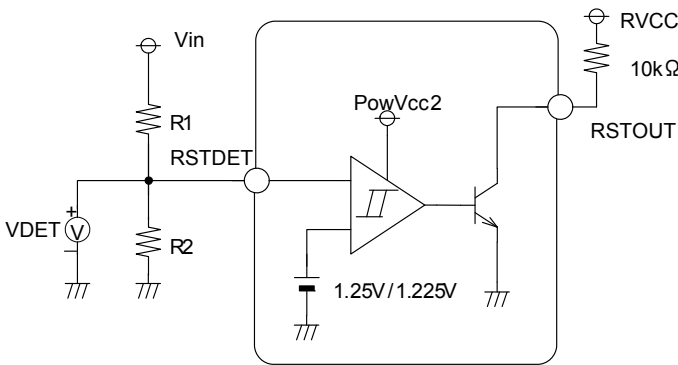 RVCC
Vin
10kΩ
PowVcc2
R1
RSTOUT
RSTDET
+
VDET
V
–
R2
1.25V/1.225V